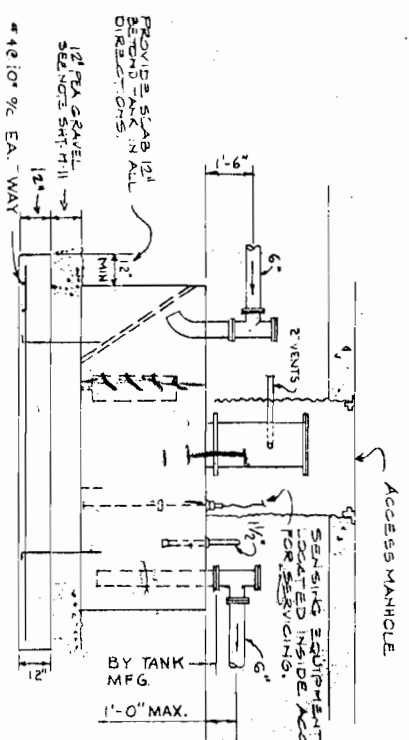 PROVIDE SLAB 12"
BEYOND TANK IN ALL
DIRECTIONS.
12" PEA GRAVEL
SEE NOTE SHT. M-11
12"
#4@10" O/C EA. WAY
12"
MIN
1'-6"
6"
2" VENTS
ACCESS MANHOLE
SENSING EQUIPMENT
LOCATED INSIDE ACC
FOR SERVICING.
1½"
6"
BY TANK
MFG.
1'-0" MAX.
12"